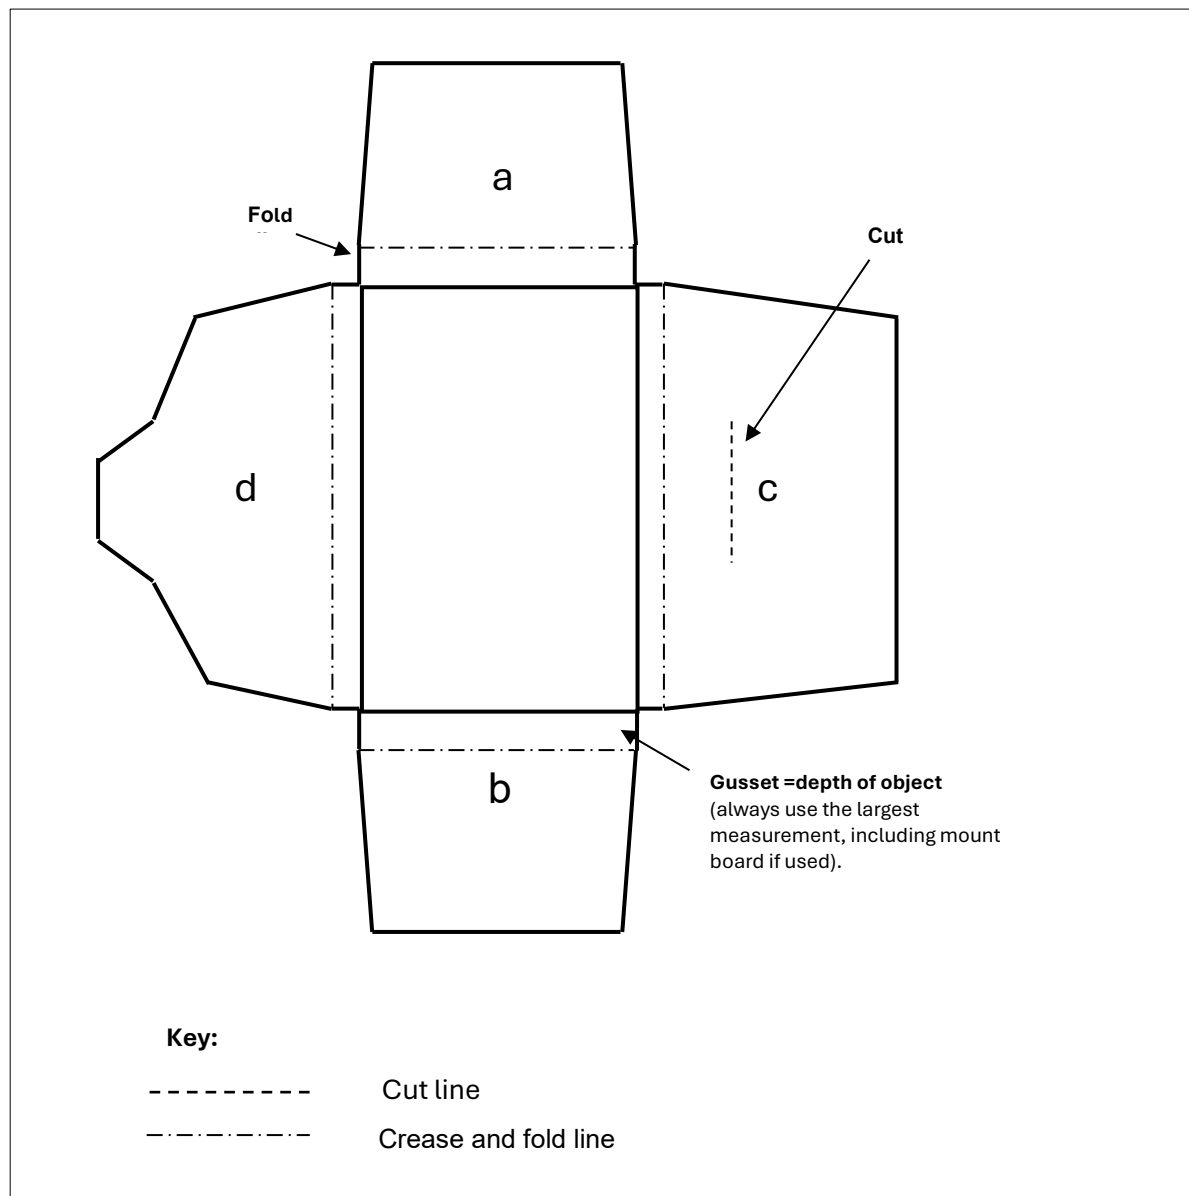 a
Fold
Cut
d
c
b
Gusset =depth of object
(always use the largest
measurement, including mount
board if used).
Key:
Cut line
Crease and fold line